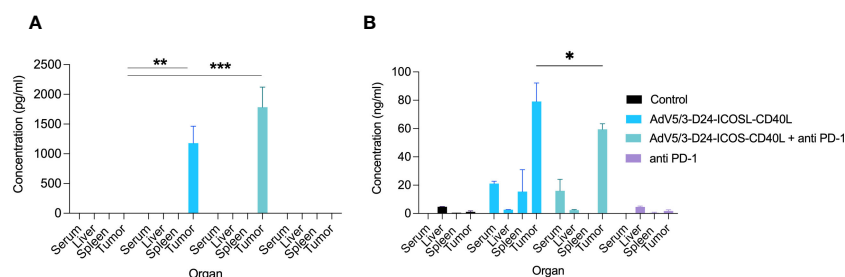 A
B
**
***
Concentration (pg/ml)
2500
2000
1500
1000
500
0
Serum
Liver
Spleen
Tumor
Serum
Liver
Spleen
Tumor
Serum
Liver
Spleen
Tumor
Serum
Liver
Spleen
Tumor
Organ
*
Concentration (ng/ml)
100
80
60
40
20
0
Serum
Liver
Spleen
Tumor
Serum
Liver
Spleen
Tumor
Serum
Liver
Spleen
Tumor
Serum
Liver
Spleen
Tumor
Organ
Control
AdV5/3-D24-ICOSL-CD40L
AdV5/3-D24-ICOS-CD40L + anti PD-1
anti PD-1